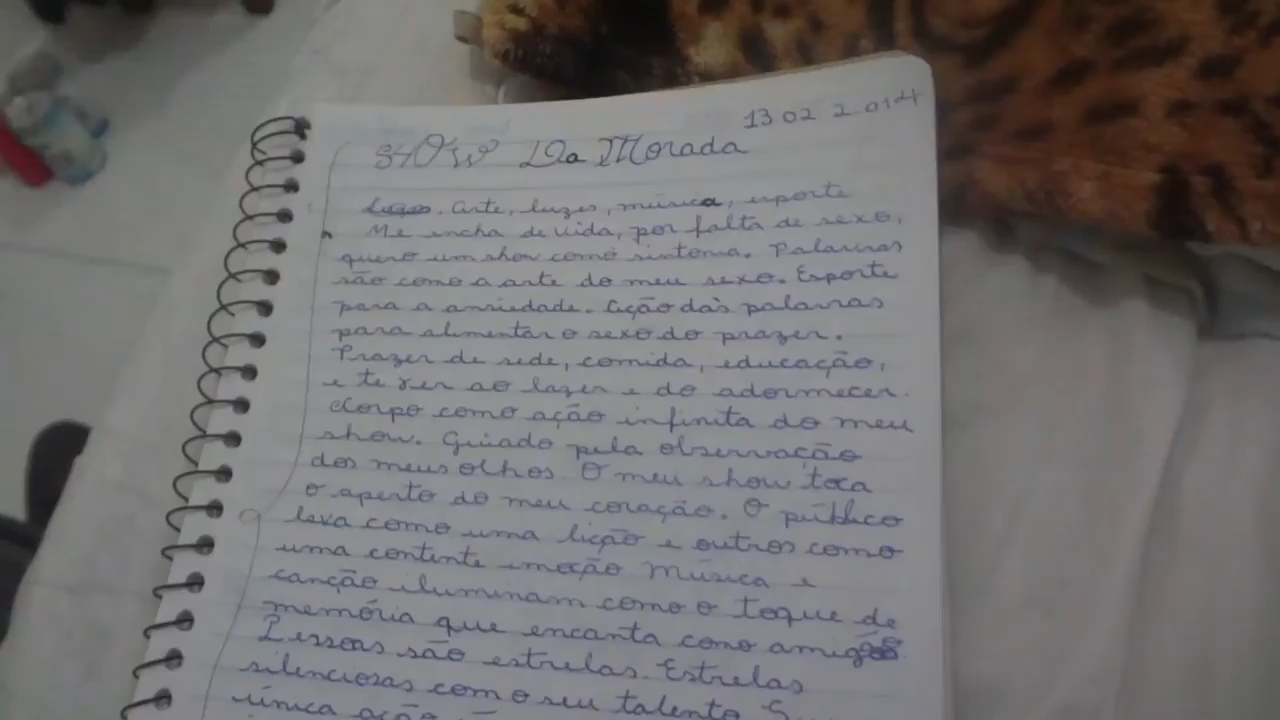 13 02 2.014
SHOW Da Morada
Arte, luzes, música, esporte
Me encha de vida, por falta de sexo,
quero um show como sintoma. Palavras
são como a arte do meu sexo. Esporte
para a ansiedade. Lição das palavras
para alimentar o sexo do prazer.
Prazer de sede, comida, educação,
e te ver ao lazer e do adormecer.
Corpo como ação infinita do meu
show. Guiado pela observação
dos meus olhos. O meu show toca
o aperto do meu coração. O público
leva como uma lição e outros como
uma contente emoção Música e
canção iluminam como o toque de
memória que encanta como amigos
Pessoas são estrelas. Estrelas
silenciosas com o seu talento
única ação